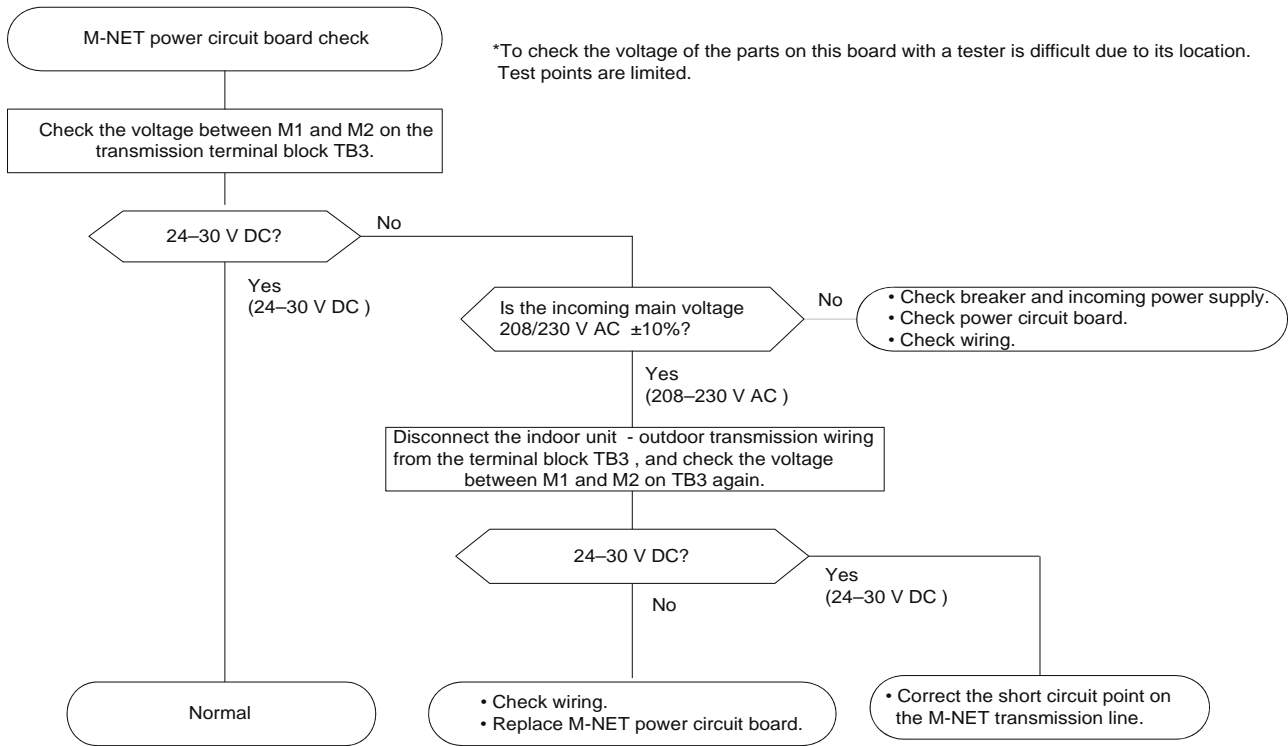 M-NET power circuit board check
*To check the voltage of the parts on this board with a tester is difficult due to its location.
Test points are limited.
Check the voltage between M1 and M2 on the
transmission terminal block TB3.
24–30 V DC?
No
Yes
(24–30 V DC )
Is the incoming main voltage
208/230 V AC ±10%?
No
• Check breaker and incoming power supply.
• Check power circuit board.
• Check wiring.
Yes
(208–230 V AC )
Disconnect the indoor unit - outdoor transmission wiring
from the terminal block TB3 , and check the voltage
between M1 and M2 on TB3 again.
24–30 V DC?
Yes
(24–30 V DC )
No
Normal
• Check wiring.
• Replace M-NET power circuit board.
• Correct the short circuit point on
the M-NET transmission line.